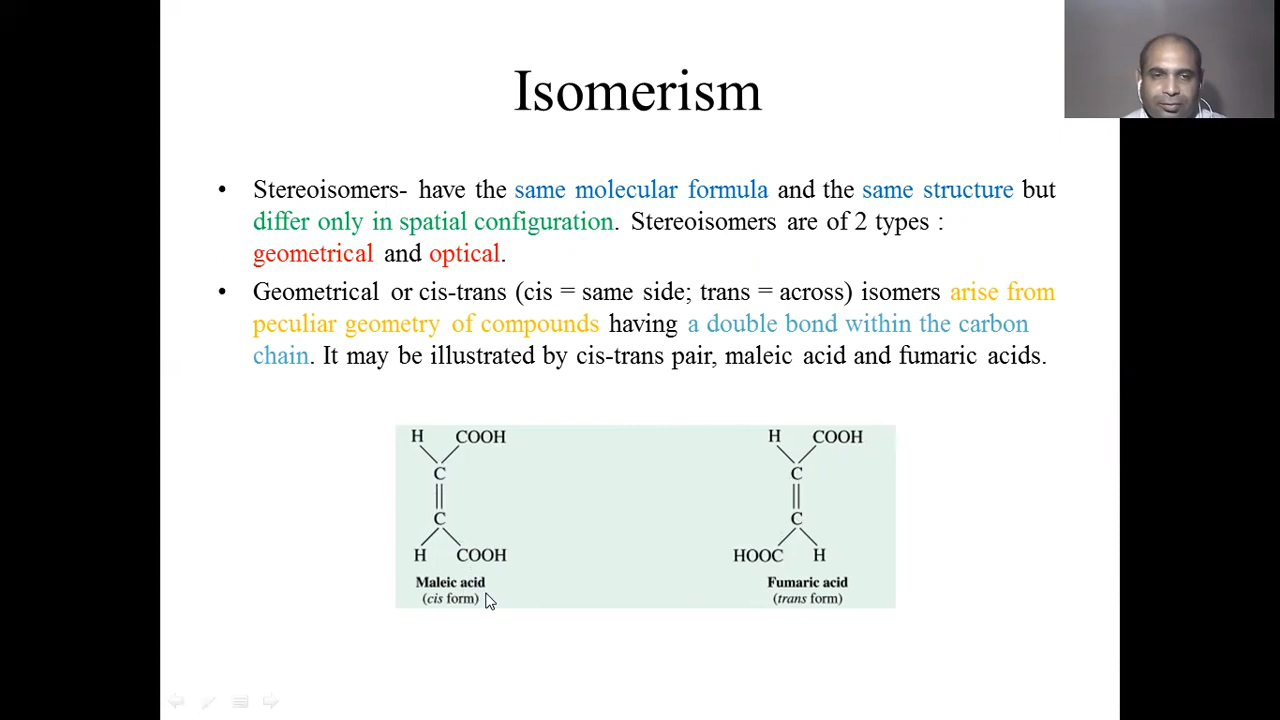 Isomerism
• Stereoisomers- have the same molecular formula and the same structure but
differ only in spatial configuration. Stereoisomers are of 2 types :
geometrical and optical.
• Geometrical or cis-trans (cis = same side; trans = across) isomers arise from
peculiar geometry of compounds having a double bond within the carbon
chain. It may be illustrated by cis-trans pair, maleic acid and fumaric acids.
H COOH
C
C
H COOH
Maleic acid
(cis form)
H COOH
C
C
HOOC H
Fumaric acid
(trans form)